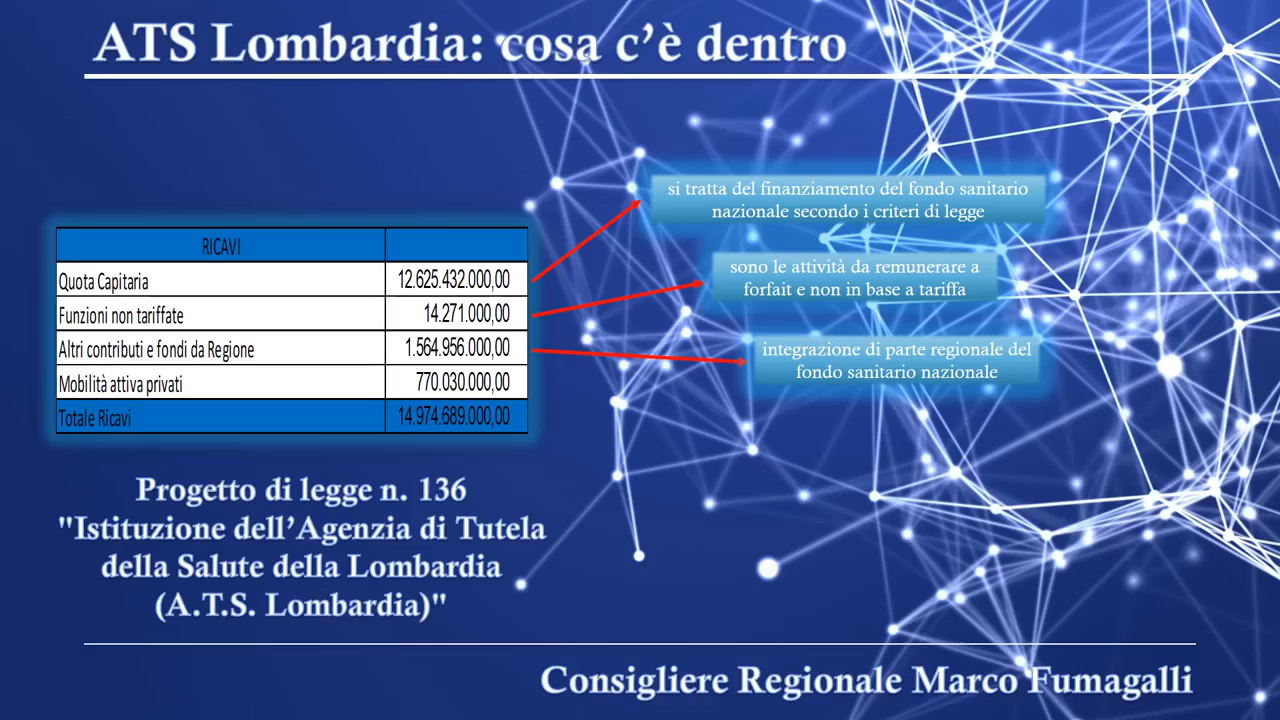 ATS Lombardia: cosa c’è dentro
si tratta del finanziamento del fondo sanitario
nazionale secondo i criteri di legge
sono le attività da remunerare a
forfait e non in base a tariffa
integrazione di parte regionale del
fondo sanitario nazionale
RICAVI
Quota Capitaria 12.625.432.000,00
Funzioni non tariffate 14.271.000,00
Altri contributi e fondi da Regione 1.564.956.000,00
Mobilità attiva privati 770.030.000,00
Totale Ricavi 14.974.689.000,00
Progetto di legge n. 136
"Istituzione dell’Agenzia di Tutela
della Salute della Lombardia
(A.T.S. Lombardia)"
Consigliere Regionale Marco Fumagalli